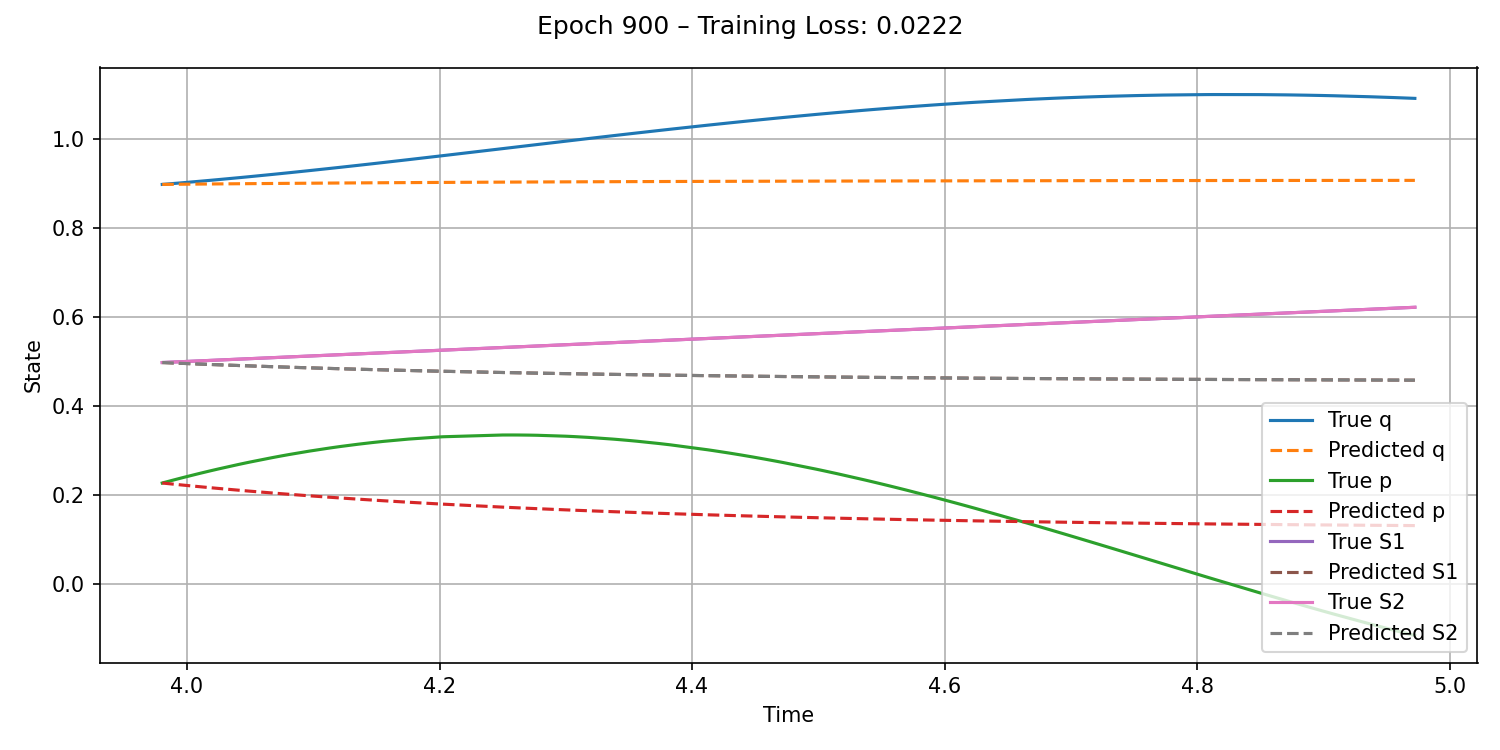 Epoch 900 – Training Loss: 0.0222
State
1.0
0.8
0.6
0.4
0.2
0.0
True q
Predicted q
True p
Predicted p
True S1
Predicted S1
True S2
Predicted S2
4.0 4.2 4.4 4.6 4.8 5.0
Time